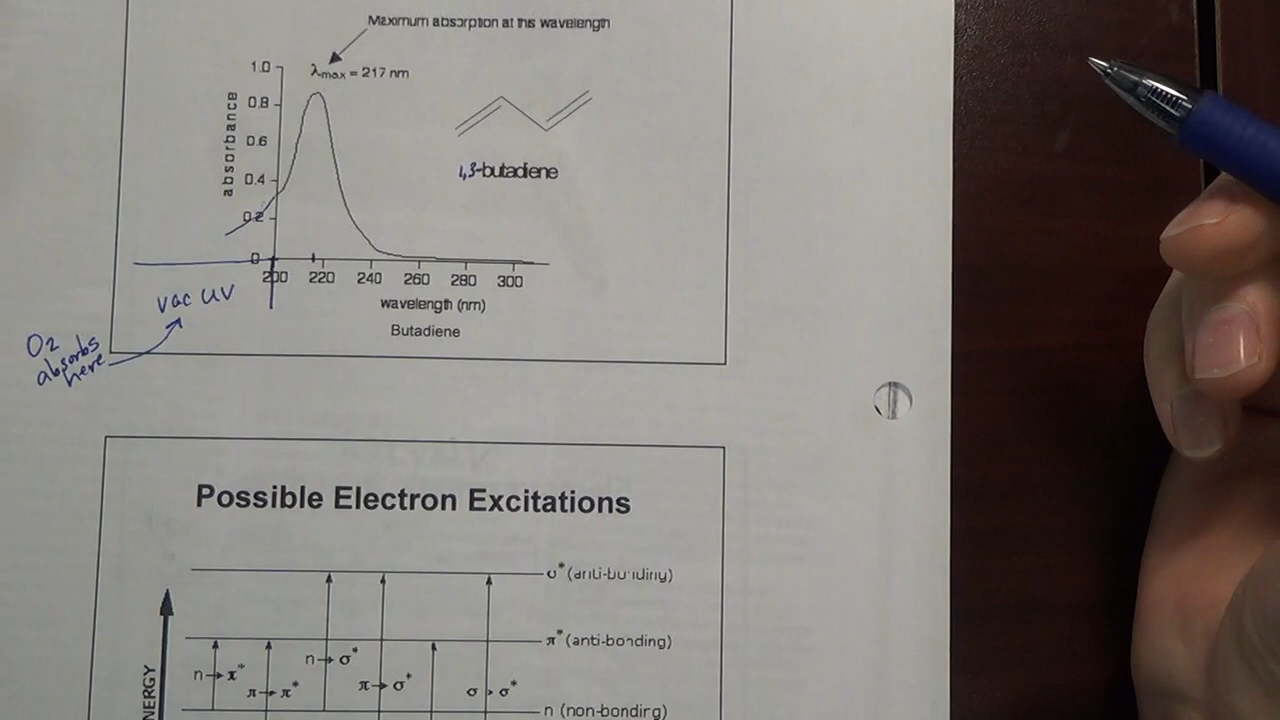 Maximum absorption at this wavelength
λmax = 217 nm
1.0
0.8
0.6
0.4
0.2
0
absorbance
1,3-butadiene
200 220 240 260 280 300
wavelength (nm)
Butadiene
vac UV
O2
absorbs
here
Possible Electron Excitations
σ* (anti-bonding)
π* (anti-bonding)
n→π*
π→π*
n→σ*
π→σ*
σ→σ*
n (non-bonding)
NERGY